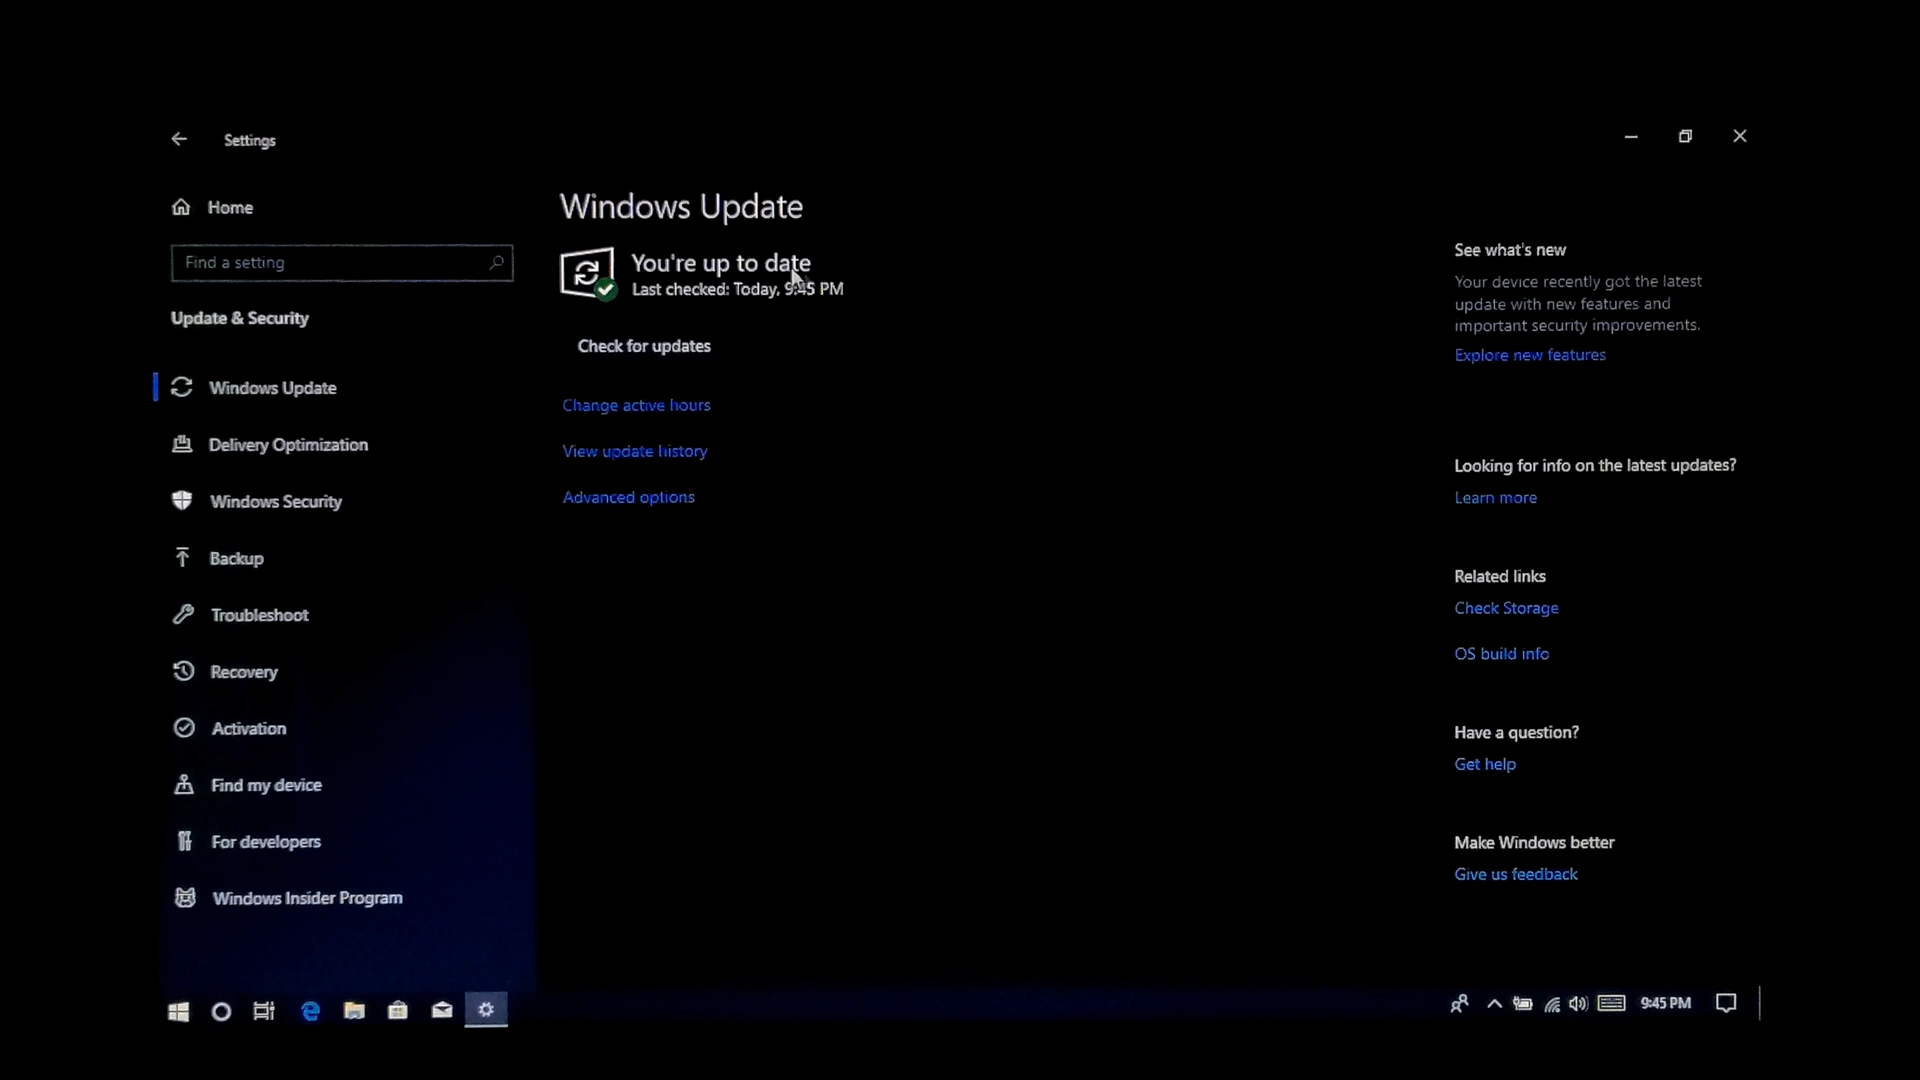 Settings
Home
Find a setting
Update & Security
Windows Update
Delivery Optimization
Windows Security
Backup
Troubleshoot
Recovery
Activation
Find my device
For developers
Windows Insider Program
Windows Update
You're up to date
Last checked: Today, 9:45 PM
Check for updates
Change active hours
View update history
Advanced options
See what's new
Your device recently got the latest
update with new features and
important security improvements.
Explore new features
Looking for info on the latest updates?
Learn more
Related links
Check Storage
OS build info
Have a question?
Get help
Make Windows better
Give us feedback
9:45 PM